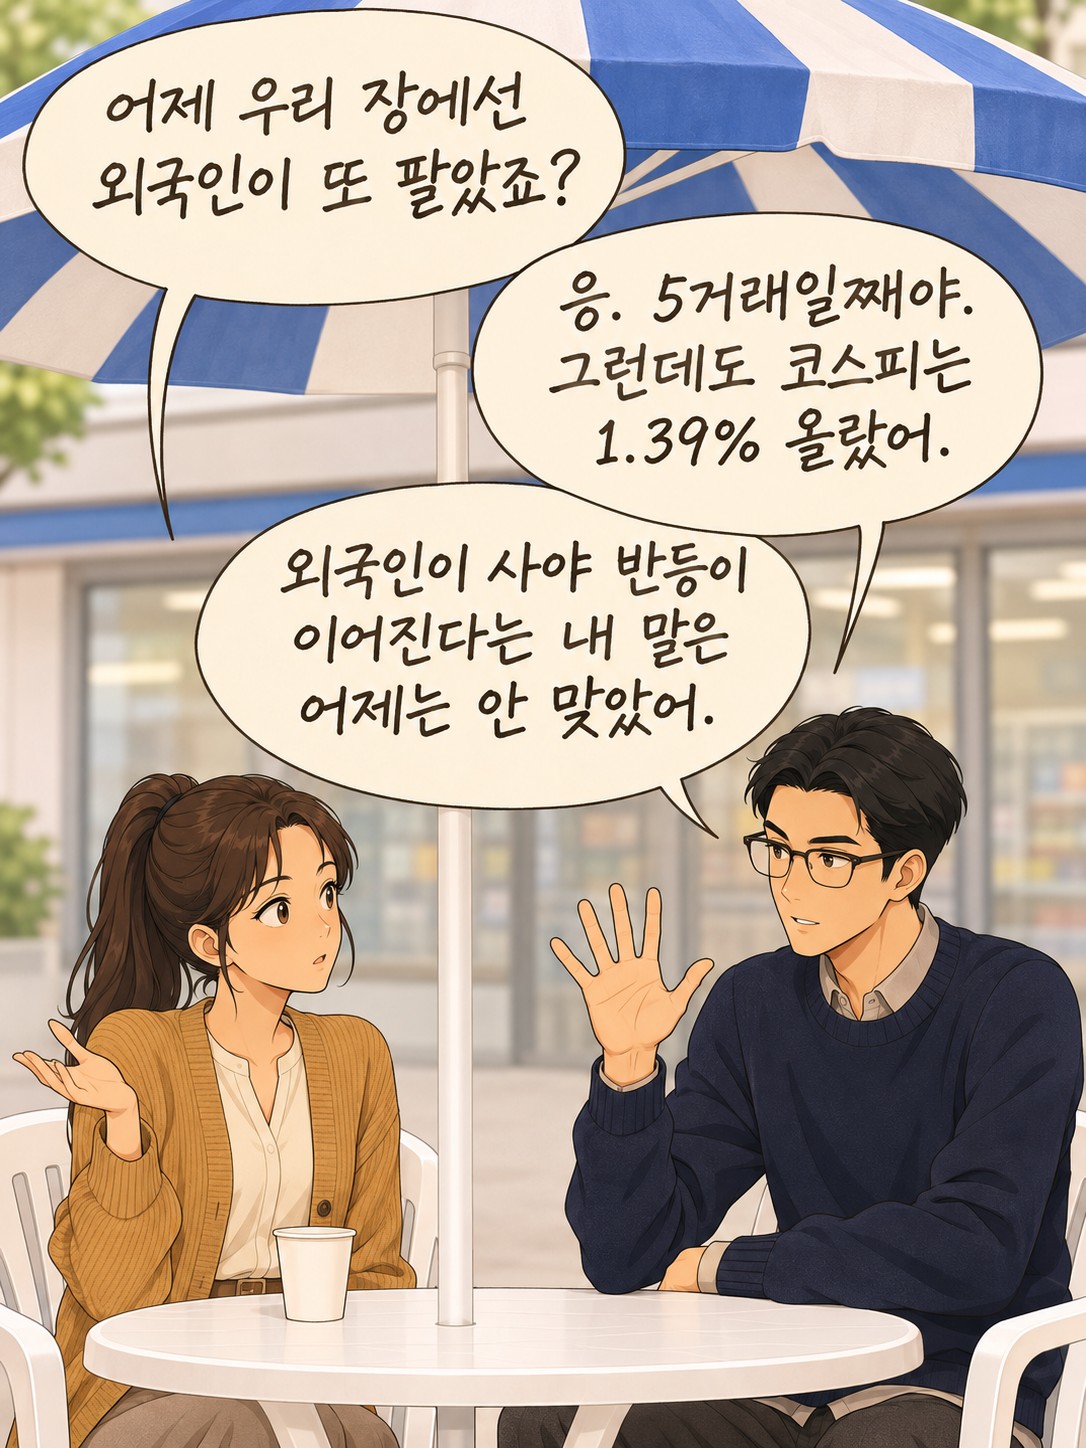 어제 우리 장에선
외국인이 또 팔았죠?
응. 5거래일째야.
그런데도 코스피는
1.39% 올랐어.
외국인이 사야 반등이
이어진다는 내 말은
어제는 안 맞았어.